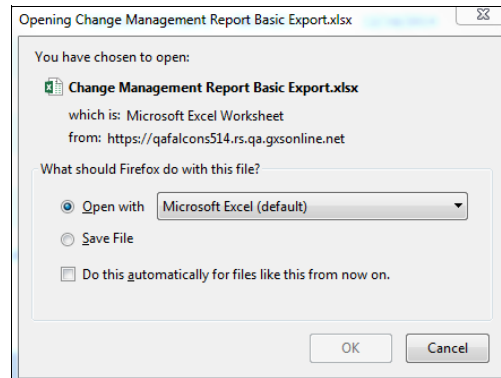 Opening Change Management Report Basic Export.xlsx
You have chosen to open:
Change Management Report Basic Export.xlsx
which is: Microsoft Excel Worksheet
from: https://qafalcons514.rs.qa.gxsonline.net
What should Firefox do with this file?
Open with Microsoft Excel (default)
Save File
Do this automatically for files like this from now on.
OK Cancel